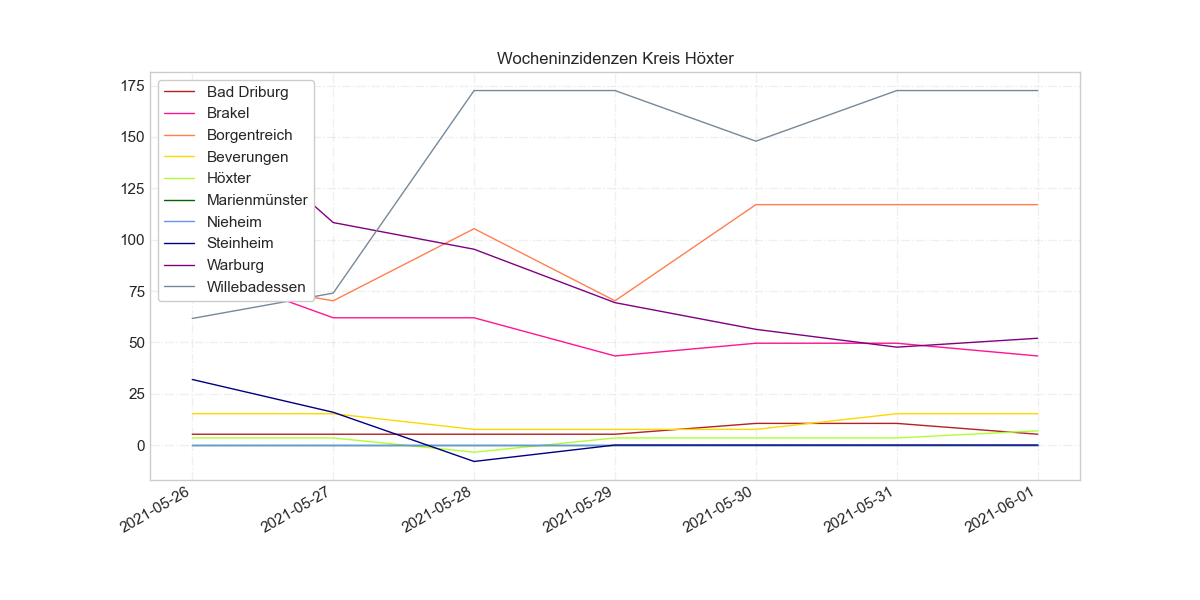 Wocheninzidenzen Kreis Höxter
175
150
125
100
75
50
25
0
Bad Driburg
Brakel
Borgentreich
Beverungen
Höxter
Marienmünster
Nieheim
Steinheim
Warburg
Willebadessen
2021-05-26
2021-05-27
2021-05-28
2021-05-29
2021-05-30
2021-05-31
2021-06-01